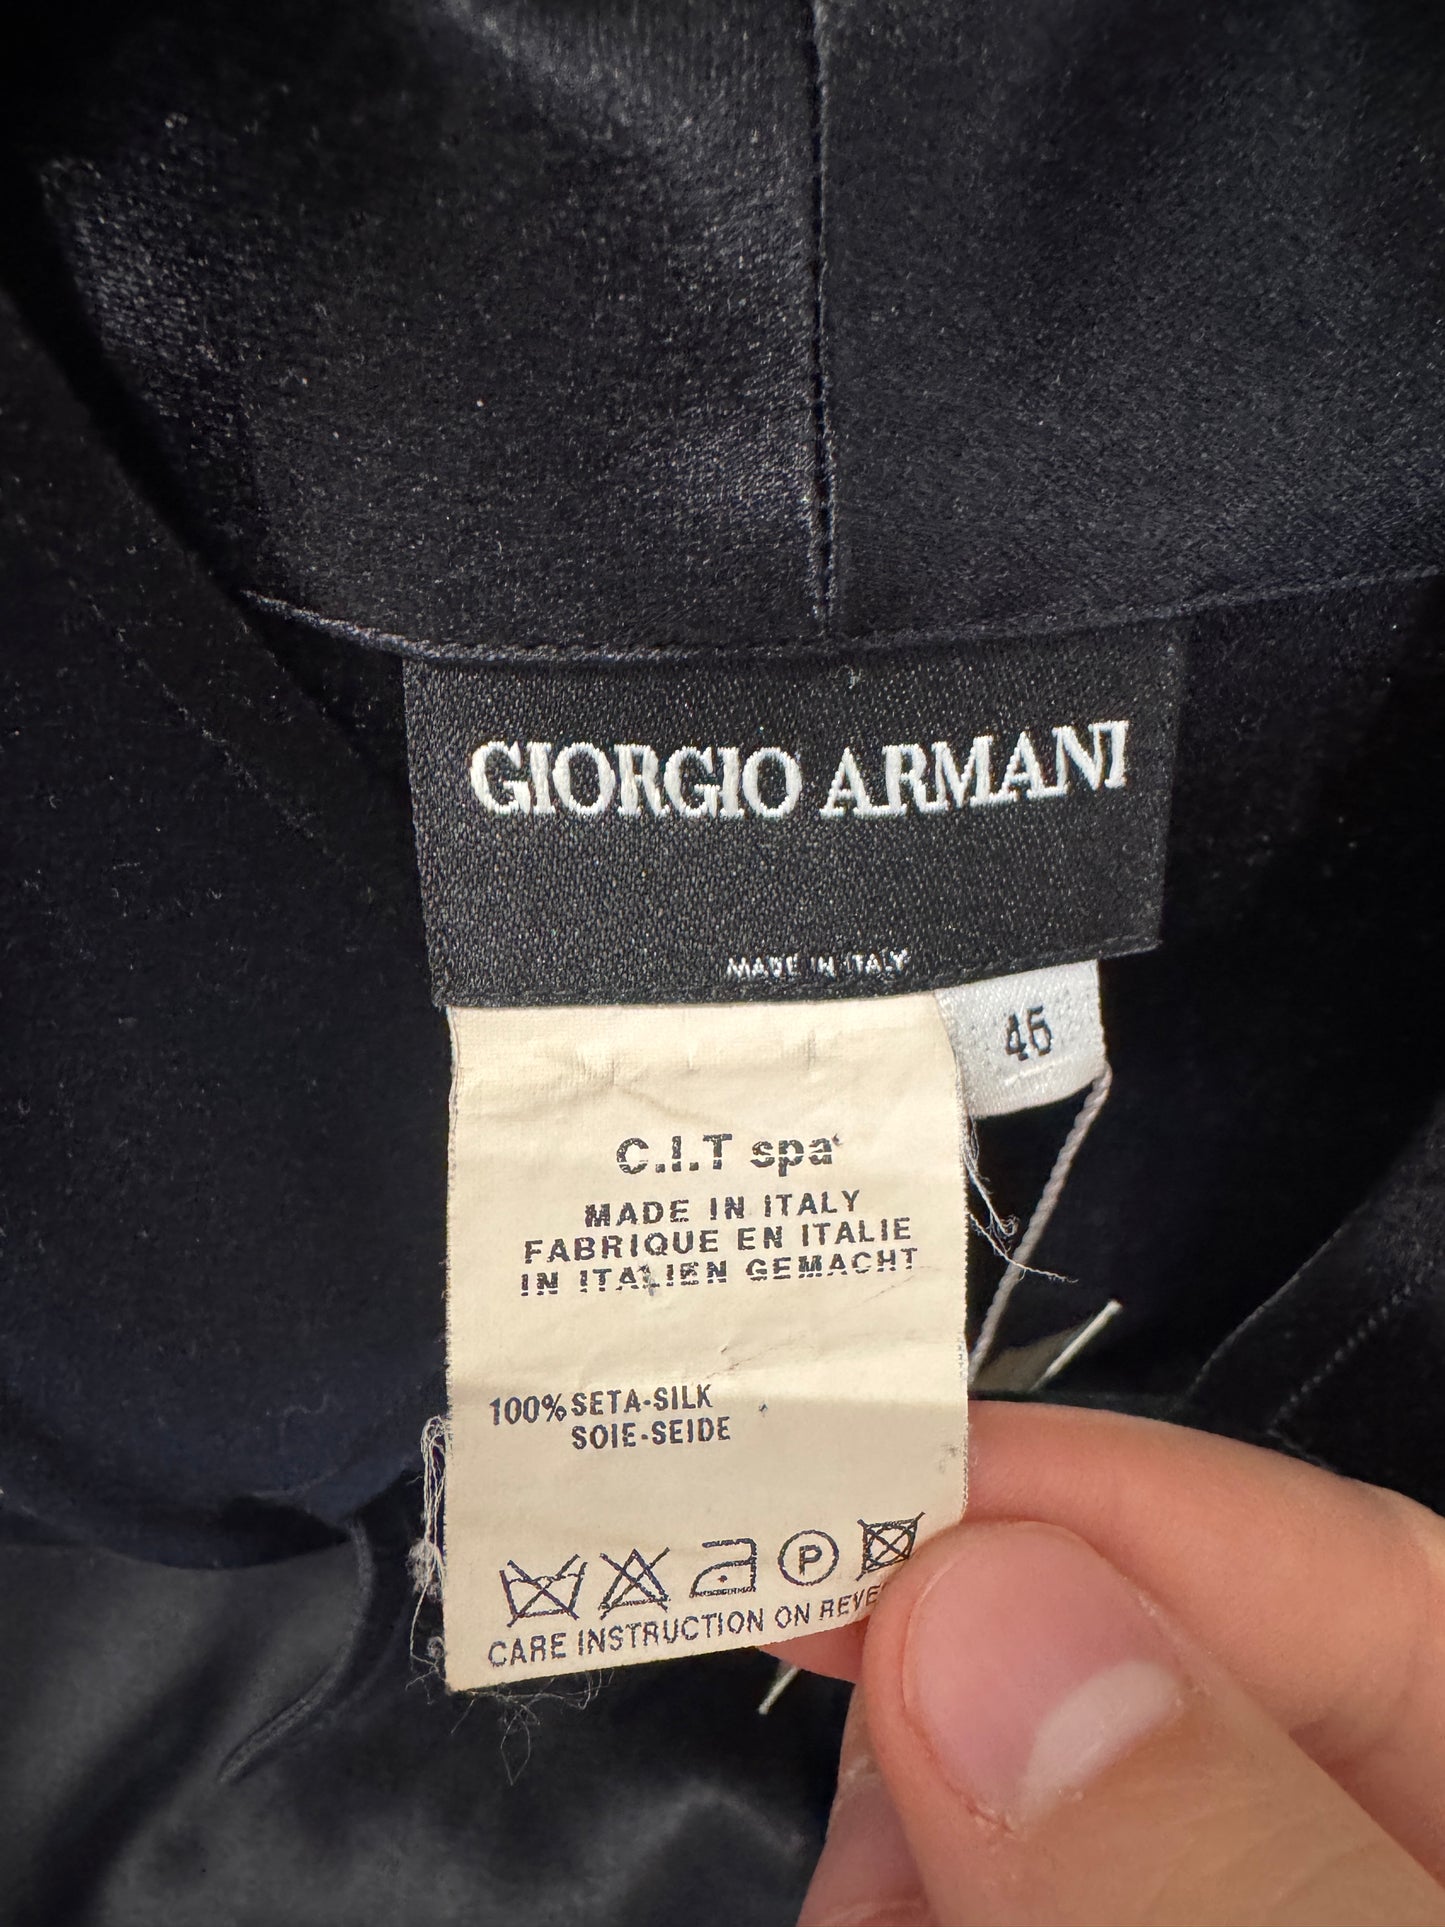 GIORGIO ARMANI
MADE IN ITALY
46
C.I.T spa
MADE IN ITALY
FABRIQUE EN ITALIE
IN ITALIEN GEMACHT
100% SETA-SILK
SOIE-SEIDE
P
CARE INSTRUCTION ON